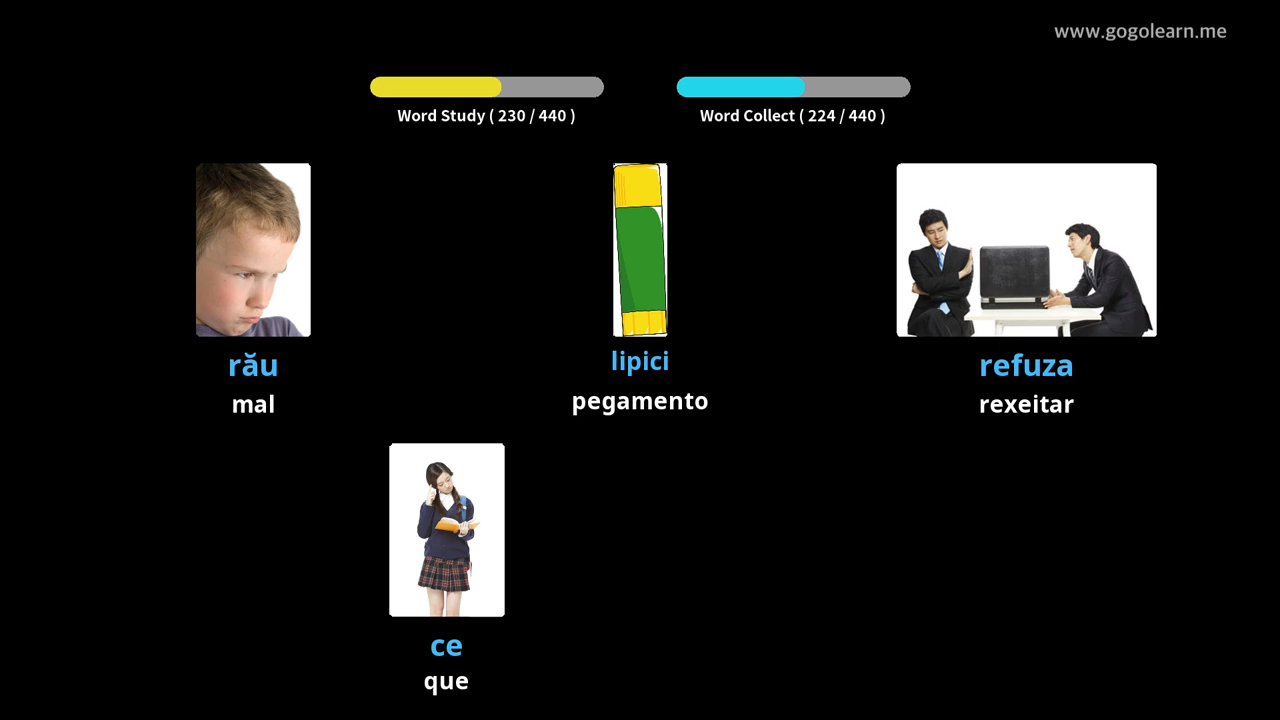 www.gogolearn.me
Word Study ( 230 / 440 )
Word Collect ( 224 / 440 )
rău
mal
lipici
pegamento
refuza
rexeitar
ce
que